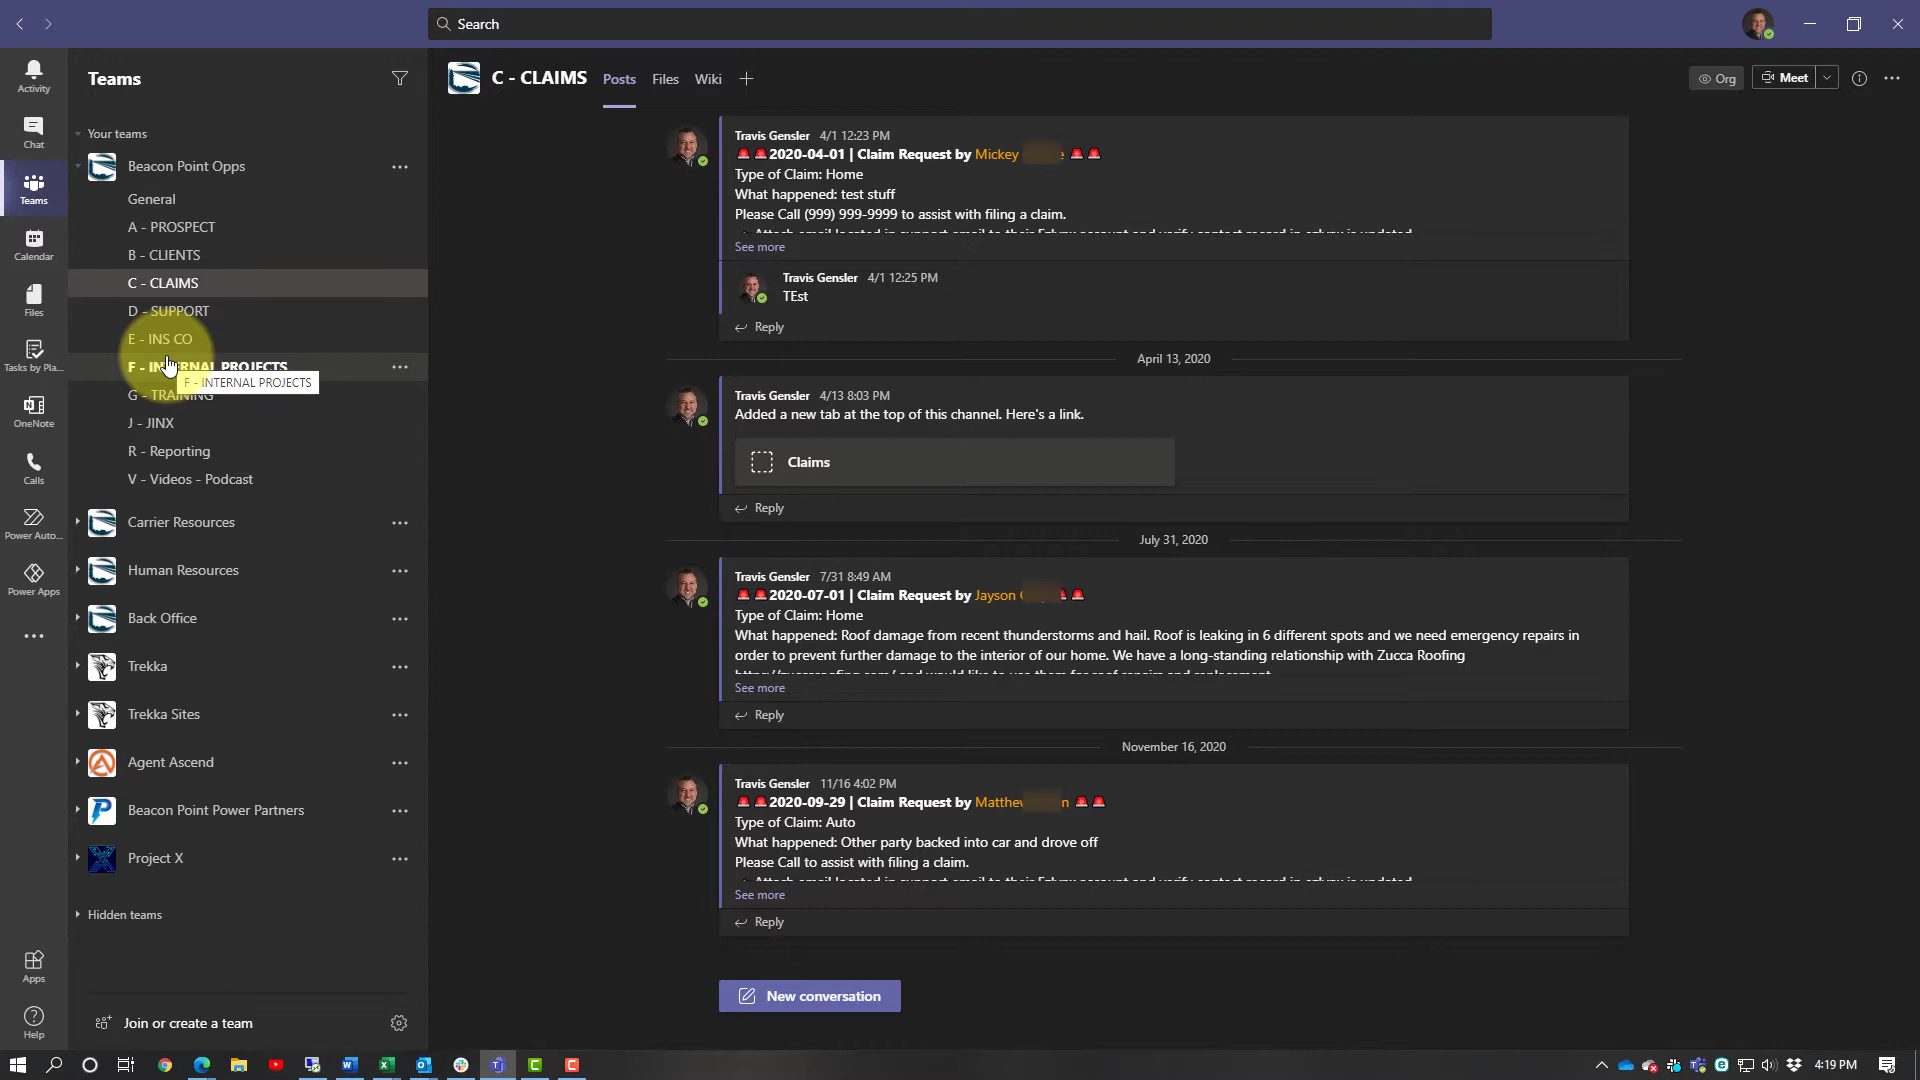 Search
Activity
Chat
Teams
Calendar
Files
Tasks by Pla...
OneNote
Calls
Power Auto...
Power Apps
Apps
Help
Teams
Your teams
Beacon Point Opps
General
A - PROSPECT
B - CLIENTS
C - CLAIMS
D - SUPPORT
E - INS CO
F - INTERNAL PROJECTS
F - INTERNAL PROJECTS
G - TRAINING
J - JINX
R - Reporting
V - Videos - Podcast
Carrier Resources
Human Resources
Back Office
Trekka
Trekka Sites
Agent Ascend
Beacon Point Power Partners
Project X
Hidden teams
Join or create a team
C - CLAIMS Posts Files Wiki
Org Meet
Travis Gensler 4/1 12:23 PM
2020-04-01 | Claim Request by Mickey
Type of Claim: Home
What happened: test stuff
Please Call (999) 999-9999 to assist with filing a claim.
See more
Travis Gensler 4/1 12:25 PM
TEst
Reply
April 13, 2020
Travis Gensler 4/13 8:03 PM
Added a new tab at the top of this channel. Here's a link.
Claims
Reply
July 31, 2020
Travis Gensler 7/31 8:49 AM
2020-07-01 | Claim Request by Jayson
Type of Claim: Home
What happened: Roof damage from recent thunderstorms and hail. Roof is leaking in 6 different spots and we need emergency repairs in
order to prevent further damage to the interior of our home. We have a long-standing relationship with Zucca Roofing
See more
Reply
November 16, 2020
Travis Gensler 11/16 4:02 PM
2020-09-29 | Claim Request by Matthew
Type of Claim: Auto
What happened: Other party backed into car and drove off
Please Call to assist with filing a claim.
See more
Reply
New conversation
4:19 PM